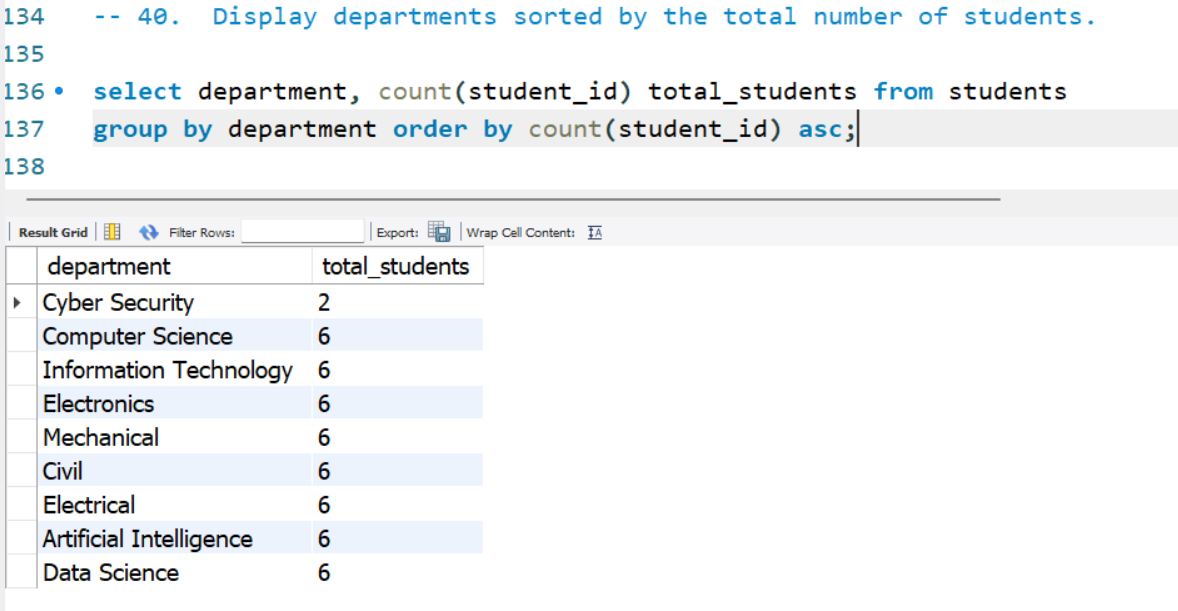 134 -- 40. Display departments sorted by the total number of students.
135
136 select department, count(student_id) total_students from students
137 group by department order by count(student_id) asc;
138
Result Grid Filter Rows: Export: Wrap Cell Content: IA
department total_students
Cyber Security 2
Computer Science 6
Information Technology 6
Electronics 6
Mechanical 6
Civil 6
Electrical 6
Artificial Intelligence 6
Data Science 6